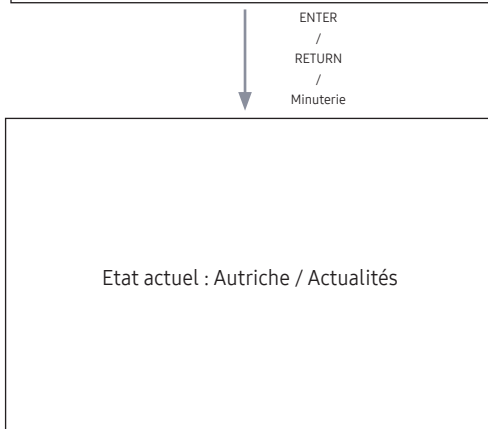 ENTER
/
RETURN
/
Minuterie
Etat actuel : Autriche / Actualités